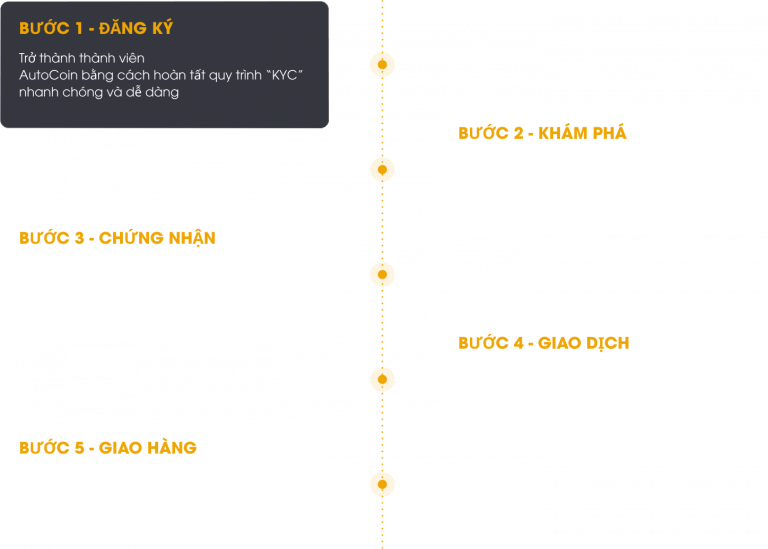 BƯỚC 1 - ĐĂNG KÝ
Trở thành thành viên
AutoCoin bằng cách hoàn tất quy trình “KYC”
nhanh chóng và dễ dàng
BƯỚC 2 - KHÁM PHÁ
BƯỚC 3 - CHỨNG NHẬN
BƯỚC 4 - GIAO DỊCH
BƯỚC 5 - GIAO HÀNG